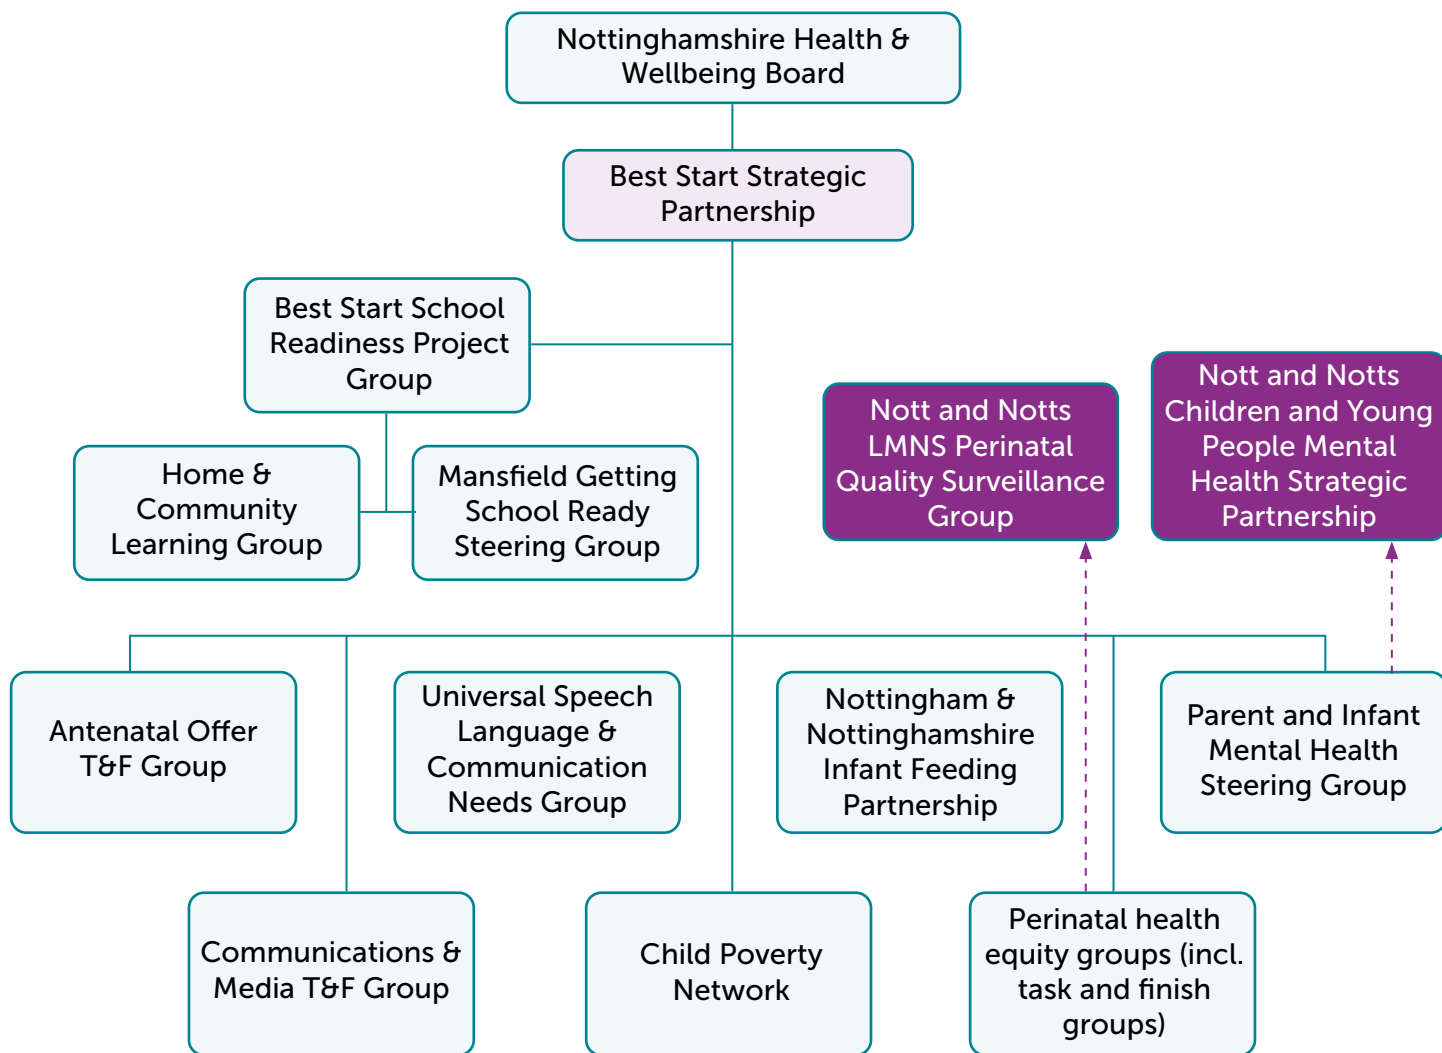 Nottinghamshire Health &
Wellbeing Board
Best Start Strategic
Partnership
Best Start School
Readiness Project
Group
Nott and Notts
LMNS Perinatal
Quality Surveillance
Group
Nott and Notts
Children and Young
People Mental
Health Strategic
Partnership
Home &
Community
Learning Group
Mansfield Getting
School Ready
Steering Group
Antenatal Offer
T&F Group
Universal Speech
Language &
Communication
Needs Group
Nottingham &
Nottinghamshire
Infant Feeding
Partnership
Parent and Infant
Mental Health
Steering Group
Communications &
Media T&F Group
Child Poverty
Network
Perinatal health
equity groups (incl.
task and finish
groups)